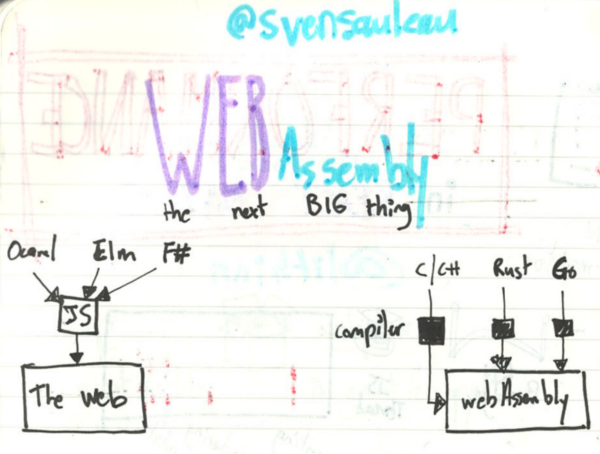 @svensauleau
WEB Assembly
the next BIG thing
Ocaml Elm F#
JS
The web
C/C++ Rust Go
compiler
webAssembly